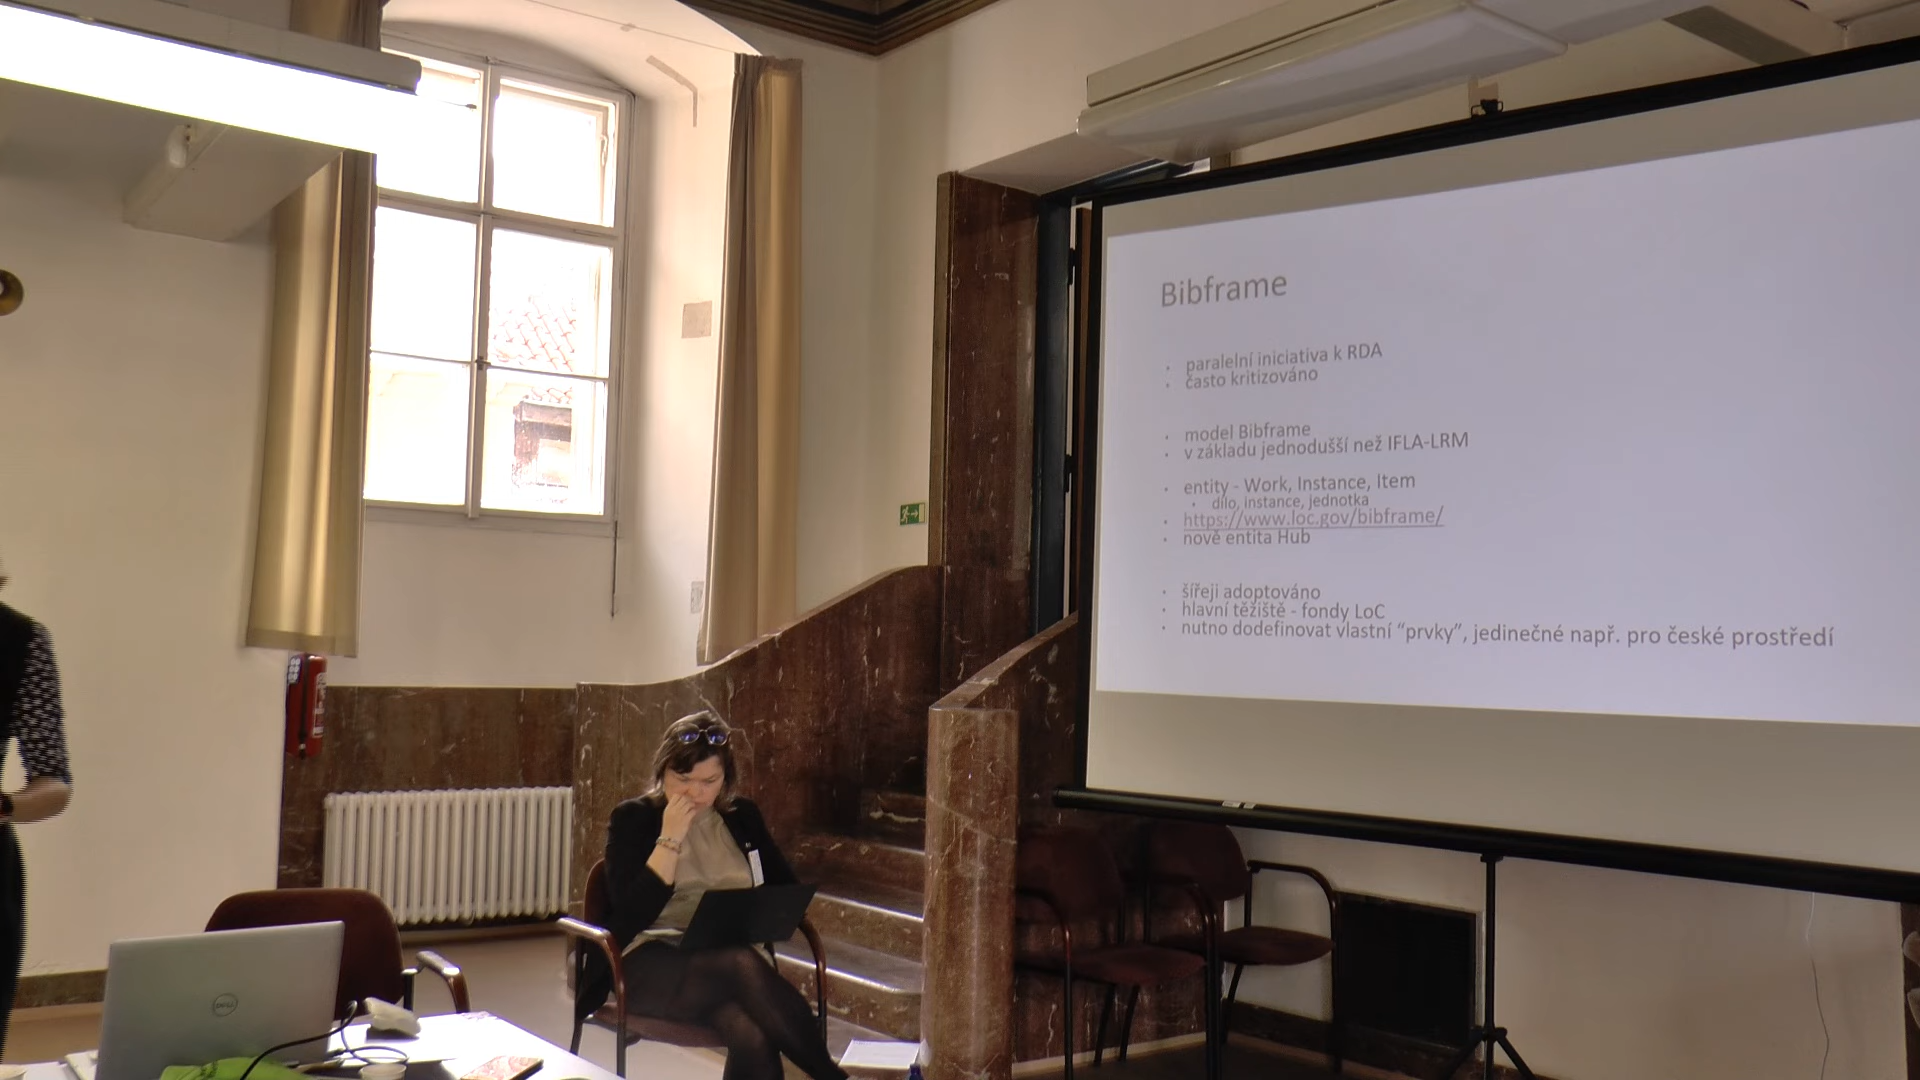 Bibframe
paralelní iniciativa k RDA
často kritizováno
model Bibframe
v základu jednodušší než IFLA-LRM
entity - Work, Instance, Item
dílo, instance, jednotka
https://www.loc.gov/bibframe/
nově entita Hub
šířeji adoptováno
hlavní těžiště - fondy LoC
nutno dodefinovat vlastní “prvky”, jedinečné např. pro české prostředí
DELL